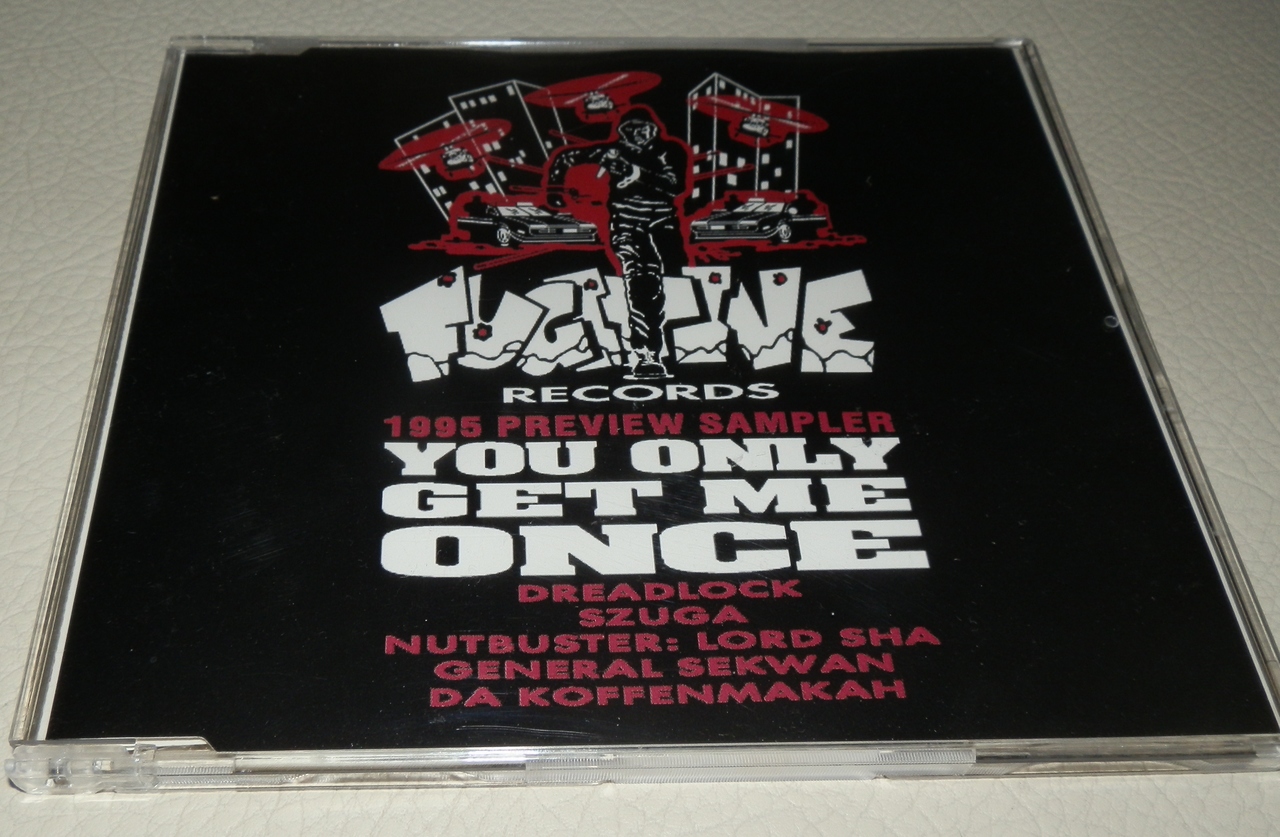 FUGITIVE
RECORDS
1995 PREVIEW SAMPLER
YOU ONLY
GET ME
ONCE
DREADLOCK
SZUGA
NUTBUSTER: LORD SHA
GENERAL SEKWAN
DA KOFFENMAKAH